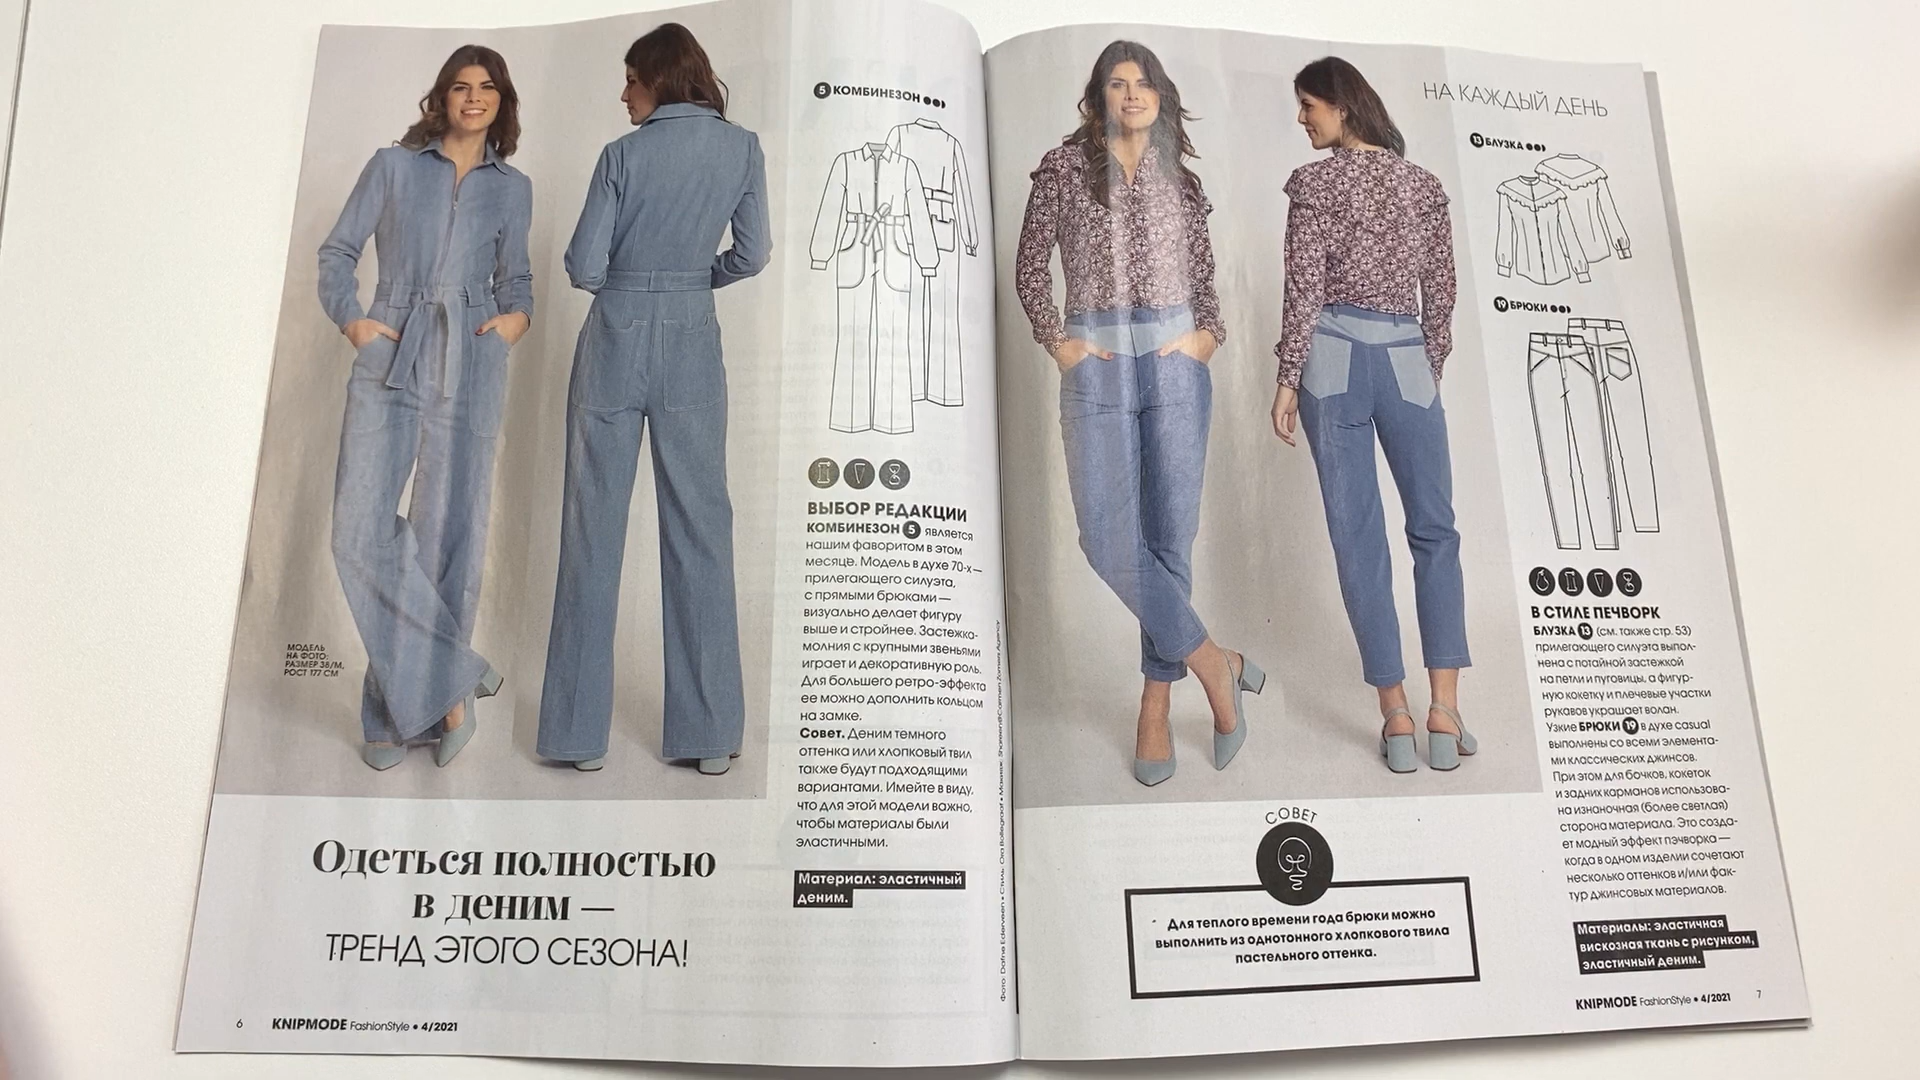 5 КОМБИНЕЗОН
ВЫБОР РЕДАКЦИИ
КОМБИНЕЗОН 5 является
нашим фаворитом в этом
месяце. Модель в духе 70-х —
прилегающего силуэта,
с прямыми брюками —
визуально делает фигуру
выше и стройнее. Застежка-
молния с крупными звеньями
играет и декоративную роль.
Для большего ретро-эффекта
ее можно дополнить кольцом
на замке.
Совет. Деним темного
оттенка или хлопковый твил
также будут подходящими
вариантами. Имейте в виду,
что для этой модели важно,
чтобы материалы были
эластичными.
Материал: эластичный
деним.
МОДЕЛЬ
НА ФОТО:
РАЗМЕР 38/М,
РОСТ 177 СМ
Одеться полностью
в деним —
ТРЕНД ЭТОГО СЕЗОНА!
6 KNIPMODE FashionStyle • 4/2021
НА КАЖДЫЙ ДЕНЬ
13 БЛУЗКА
19 БРЮКИ
В СТИЛЕ ПЕЧВОРК
БЛУЗКА 13 (см. также стр. 53)
прилегающего силуэта выпол-
нена с потайной застежкой
на петли и пуговицы, а фигур-
ную кокетку и плечевые участки
рукавов украшает волан.
Узкие БРЮКИ 19 в духе casual
выполнены со всеми элемента-
ми классических джинсов.
При этом для бочков, кокеток
и задних карманов использова-
на изнаночная (более светлая)
сторона материала. Это созда-
ет модный эффект пэчворка —
когда в одном изделии сочетают
несколько оттенков и/или фак-
тур джинсовых материалов.
Материалы: эластичная
вискозная ткань с рисунком,
эластичный деним.
СОВЕТ
Для теплого времени года брюки можно
выполнить из однотонного хлопкового твила
пастельного оттенка.
KNIPMODE FashionStyle • 4/2021 7